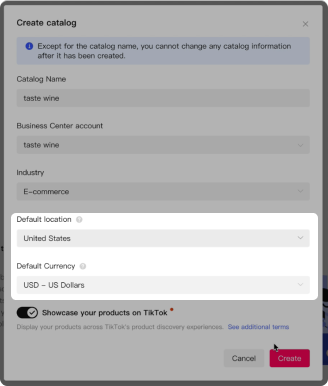 Create catalog
Except for the catalog name, you cannot change any catalog information
after it has been created.
Catalog Name
taste wine
Business Center account
taste wine
Industry
E-commerce
Default location
United States
Default Currency
USD – US Dollars
Showcase your products on TikTok *
Display your products across TikTok's product discovery experiences. See additional terms
Cancel
Create